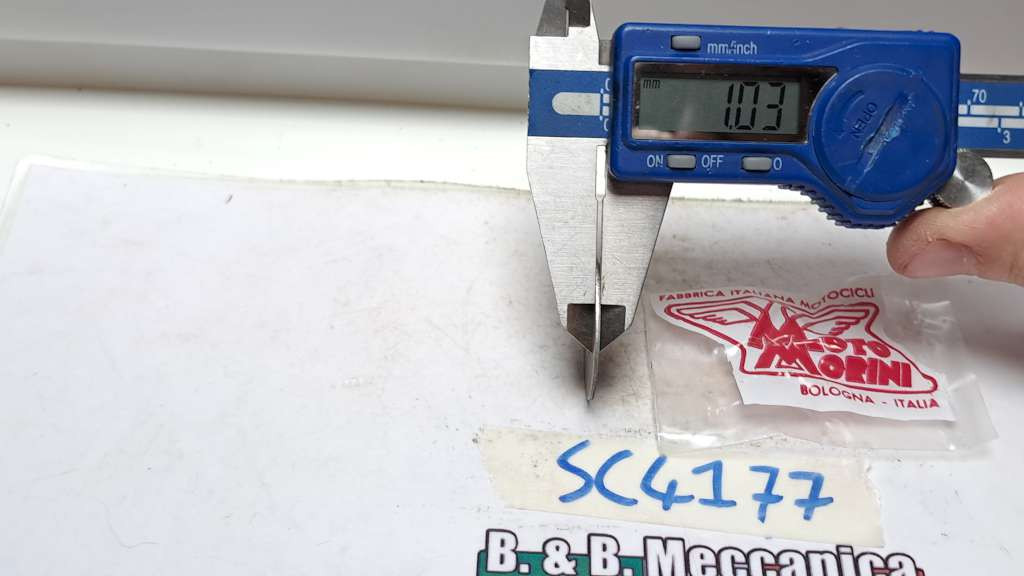 mm/inch
mm
1.03
ON OFF 0
OPEN
70
3
FABBRICA ITALIANA MOTOCICLI
MOTO
MORINI
BOLOGNA - ITALIA
SC4177
B. & B. Meccanica